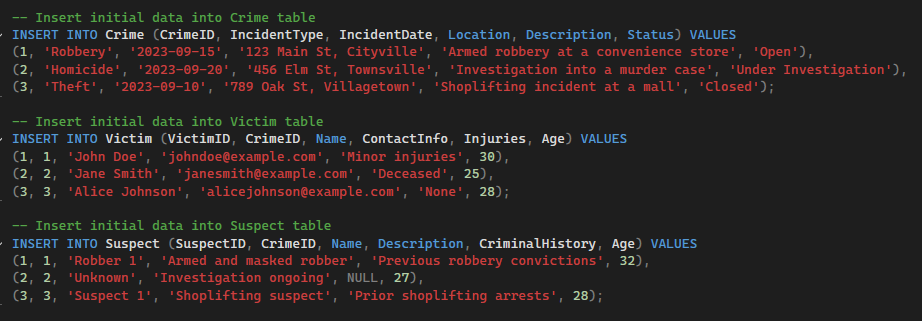 -- Insert initial data into Crime table
INSERT INTO Crime (CrimeID, IncidentType, IncidentDate, Location, Description, Status) VALUES
(1, 'Robbery', '2023-09-15', '123 Main St, Cityville', 'Armed robbery at a convenience store', 'Open'),
(2, 'Homicide', '2023-09-20', '456 Elm St, Townsville', 'Investigation into a murder case', 'Under Investigation'),
(3, 'Theft', '2023-09-10', '789 Oak St, Villagetown', 'Shoplifting incident at a mall', 'Closed');
-- Insert initial data into Victim table
INSERT INTO Victim (VictimID, CrimeID, Name, ContactInfo, Injuries, Age) VALUES
(1, 1, 'John Doe', 'johndoe@example.com', 'Minor injuries', 30),
(2, 2, 'Jane Smith', 'janesmith@example.com', 'Deceased', 25),
(3, 3, 'Alice Johnson', 'alicejohnson@example.com', 'None', 28);
-- Insert initial data into Suspect table
INSERT INTO Suspect (SuspectID, CrimeID, Name, Description, CriminalHistory, Age) VALUES
(1, 1, 'Robber 1', 'Armed and masked robber', 'Previous robbery convictions', 32),
(2, 2, 'Unknown', 'Investigation ongoing', NULL, 27),
(3, 3, 'Suspect 1', 'Shoplifting suspect', 'Prior shoplifting arrests', 28);